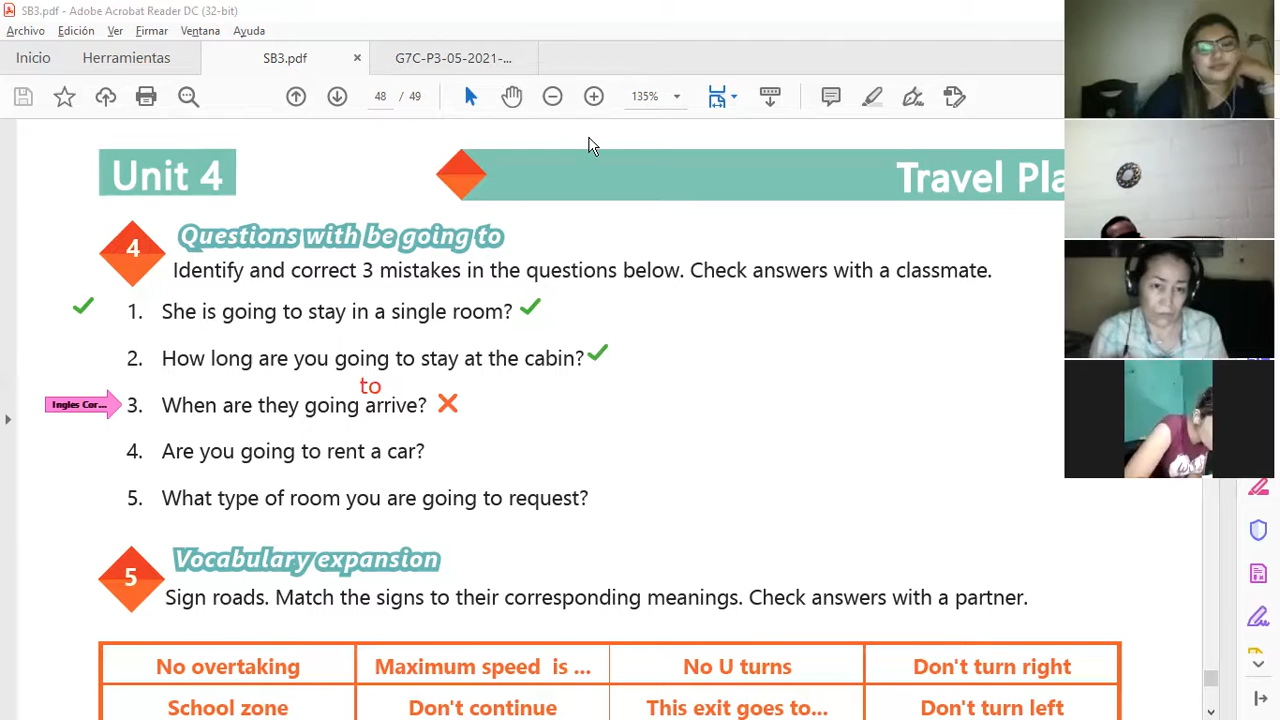 SB3.pdf - Adobe Acrobat Reader DC (32-bit)
Archivo Edición Ver Firmar Ventana Ayuda
Inicio Herramientas SB3.pdf × G7C-P3-05-2021-...
48 / 49 135%
Unit 4 Travel Pla
4 Questions with be going to
Identify and correct 3 mistakes in the questions below. Check answers with a classmate.
1. She is going to stay in a single room?
2. How long are you going to stay at the cabin?
to
Ingles Cor... 3. When are they going arrive?
4. Are you going to rent a car?
5. What type of room you are going to request?
5 Vocabulary expansion
Sign roads. Match the signs to their corresponding meanings. Check answers with a partner.
No overtaking Maximum speed is ... No U turns Don't turn right
School zone Don't continue This exit goes to... Don't turn left